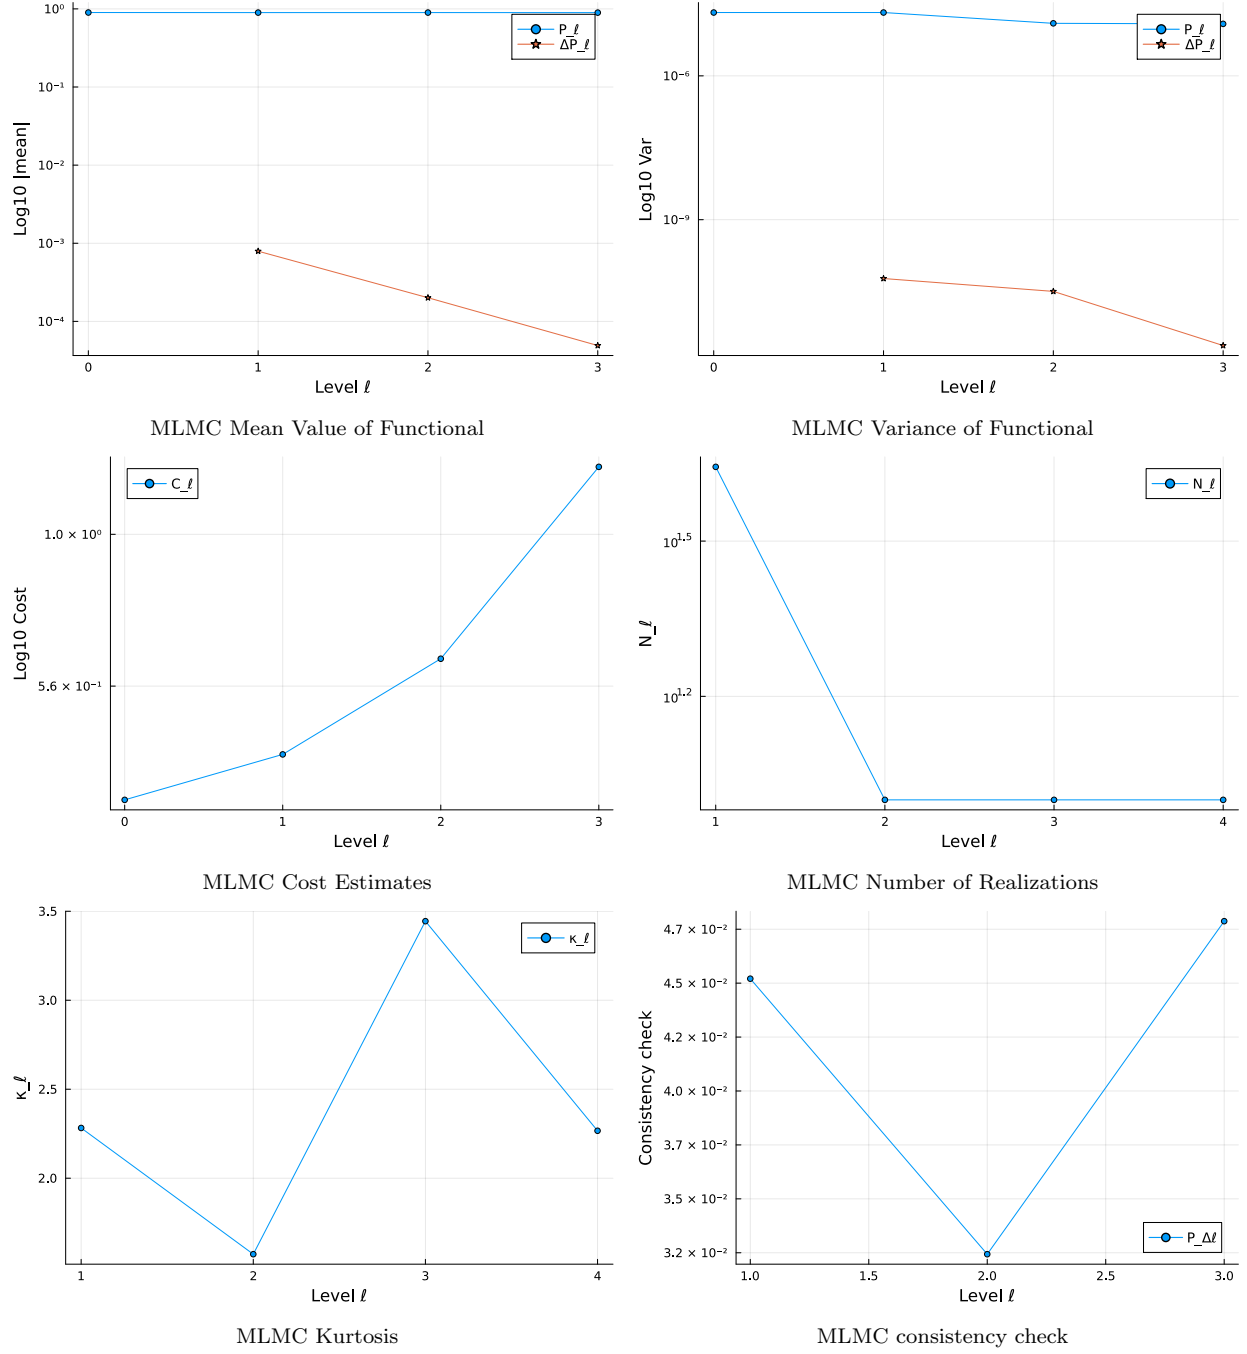 10⁰
10⁻¹
10⁻²
10⁻³
10⁻⁴
Log10 |mean|
P_ℓ
ΔP_ℓ
0 1 2 3
Level ℓ
MLMC Mean Value of Functional
10⁻⁶
10⁻⁹
Log10 Var
P_ℓ
ΔP_ℓ
0 1 2 3
Level ℓ
MLMC Variance of Functional
1.0 × 10⁰
5.6 × 10⁻¹
Log10 Cost
C_ℓ
0 1 2 3
Level ℓ
MLMC Cost Estimates
10¹·⁵
10¹·²
N_ℓ
N_ℓ
1 2 3 4
Level ℓ
MLMC Number of Realizations
3.5
3.0
2.5
2.0
κ_ℓ
κ_ℓ
1 2 3 4
Level ℓ
MLMC Kurtosis
4.7 × 10⁻²
4.5 × 10⁻²
4.2 × 10⁻²
4.0 × 10⁻²
3.7 × 10⁻²
3.5 × 10⁻²
3.2 × 10⁻²
Consistency check
P_Δℓ
1.0 1.5 2.0 2.5 3.0
Level ℓ
MLMC consistency check